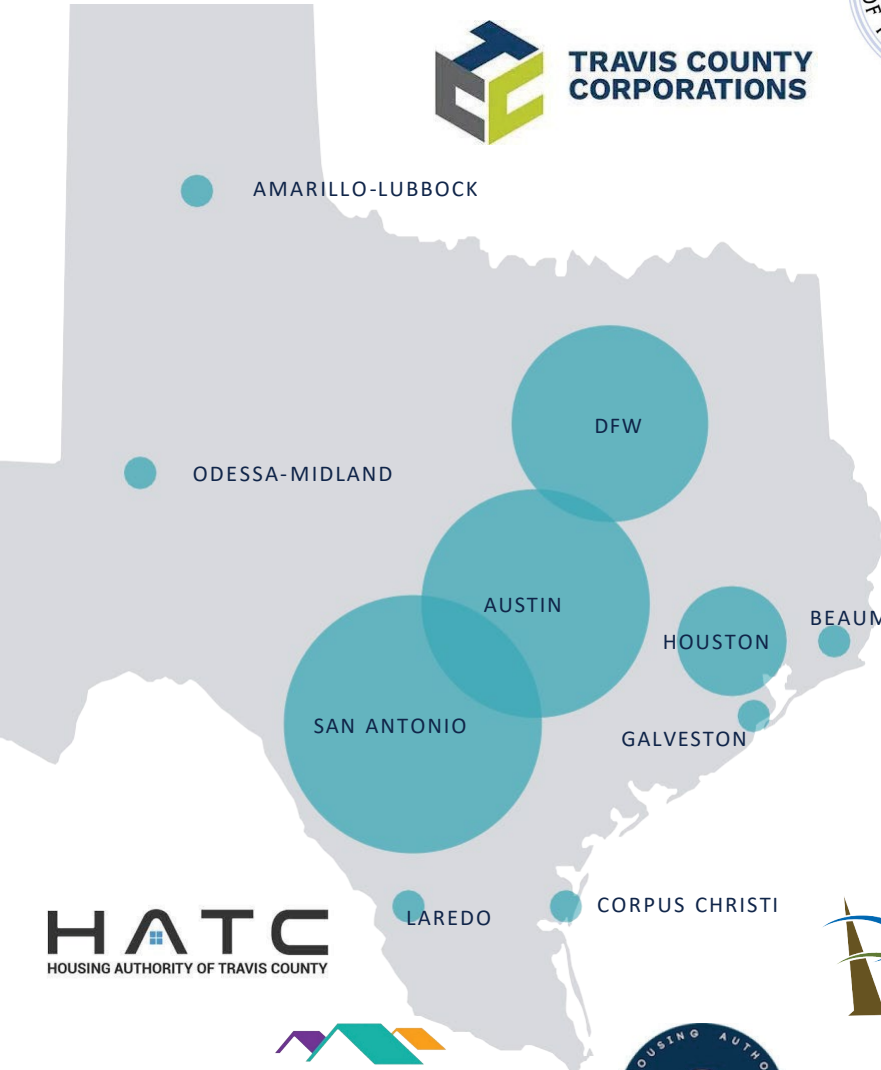 TRAVIS COUNTY
CORPORATIONS
AMARILLO-LUBBOCK
DFW
ODESSA-MIDLAND
AUSTIN
BEAUM
HOUSTON
SAN ANTONIO
GALVESTON
LAREDO
CORPUS CHRISTI
HATC
HOUSING AUTHORITY OF TRAVIS COUNTY